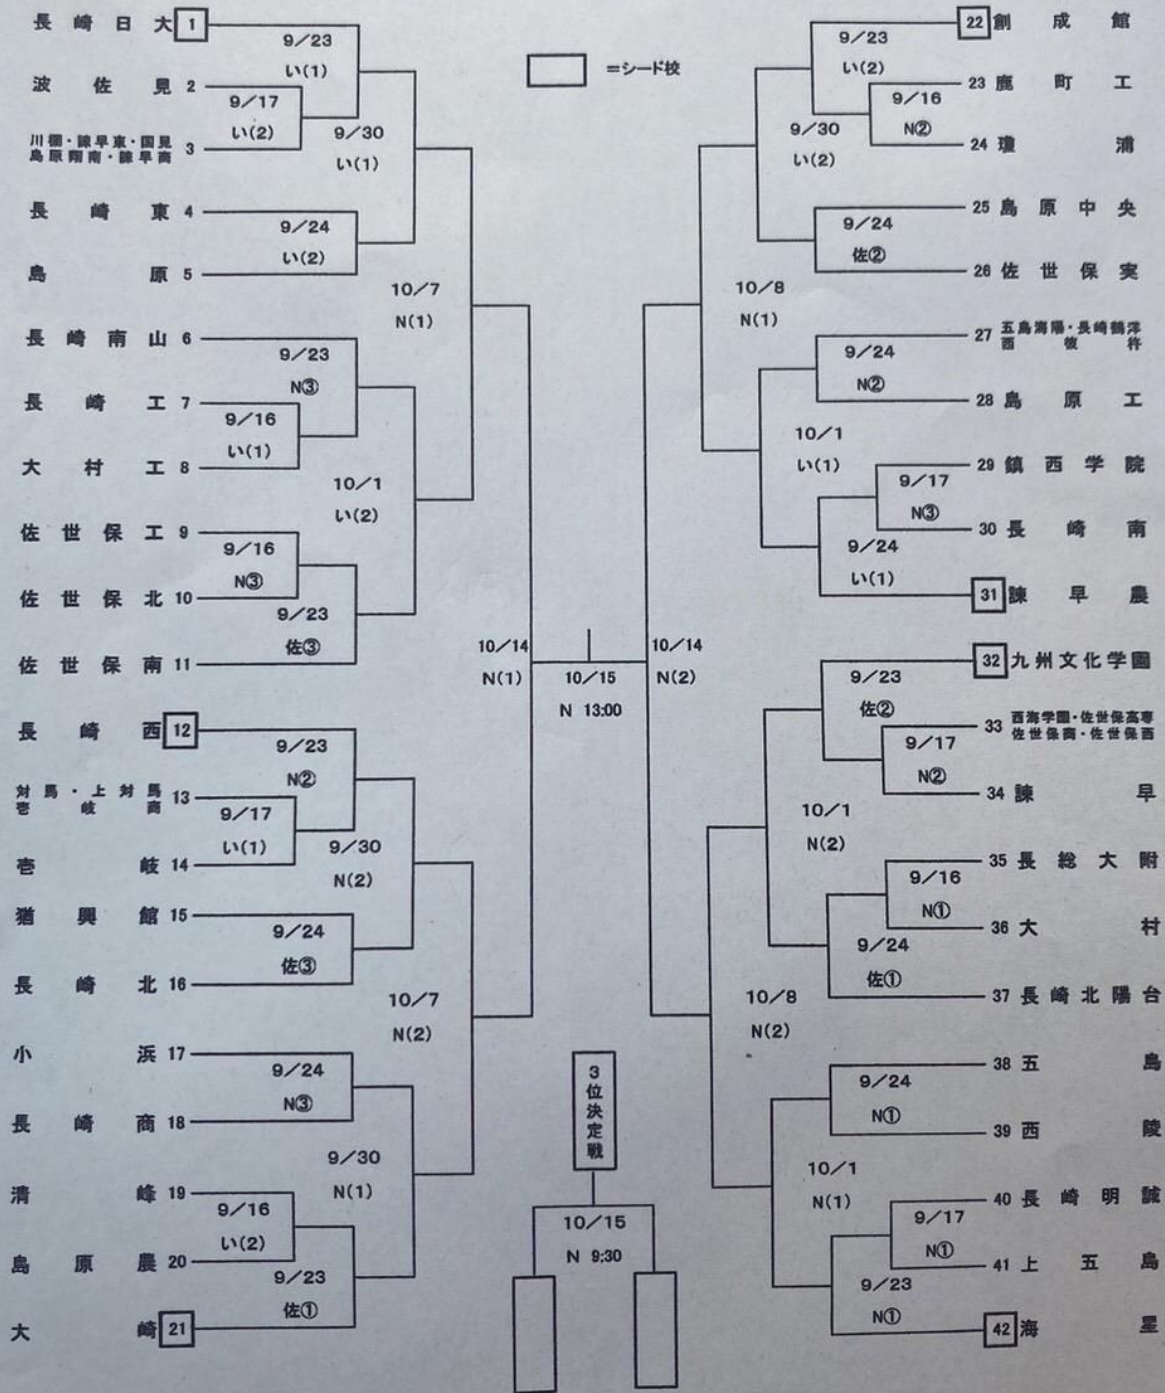 長崎日大 1
9/23
い(1)
波佐見 2
9/17
い(2)
川棚・諫早東・国見
島原翔南・諫早商 3
9/30
い(1)
長崎東 4
9/24
い(2)
島原 5
10/7
N(1)
長崎南山 6
9/23
N③
長崎工 7
9/16
い(1)
大村工 8
10/1
い(2)
佐世保工 9
9/16
N③
佐世保北 10
9/23
佐③
佐世保南 11
10/14
N(1)
長崎西 12
9/23
N②
対馬・上対馬
壱岐商 13
9/17
い(1)
9/30
N(2)
壱岐 14
猶興館 15
9/24
佐③
長崎北 16
10/7
N(2)
小浜 17
9/24
N③
長崎商 18
9/30
N(1)
清峰 19
9/16
い(2)
島原農 20
9/23
佐①
大崎 21
=シード校
10/15
N 13:00
3位決定戦
10/15
N 9:30
22 創成館
9/23
い(2)
23 鹿町工
9/16
N②
24 瓊浦
9/30
い(2)
25 島原中央
9/24
佐②
26 佐世保実
10/8
N(1)
27 五島海陽・長崎鶴洋
西彼杵
9/24
N②
28 島原工
10/1
い(1)
29 鎮西学院
9/17
N③
30 長崎南
9/24
い(1)
31 諫早農
10/14
N(2)
32 九州文化学園
9/23
佐②
33 西海学園・佐世保高専
佐世保商・佐世保西
9/17
N②
34 諫早
10/1
N(2)
35 長総大附
9/16
N①
36 大村
9/24
佐①
37 長崎北陽台
10/8
N(2)
38 五島
9/24
N①
39 西陵
10/1
N(1)
40 長崎明誠
9/17
N①
41 上五島
9/23
N①
42 海星